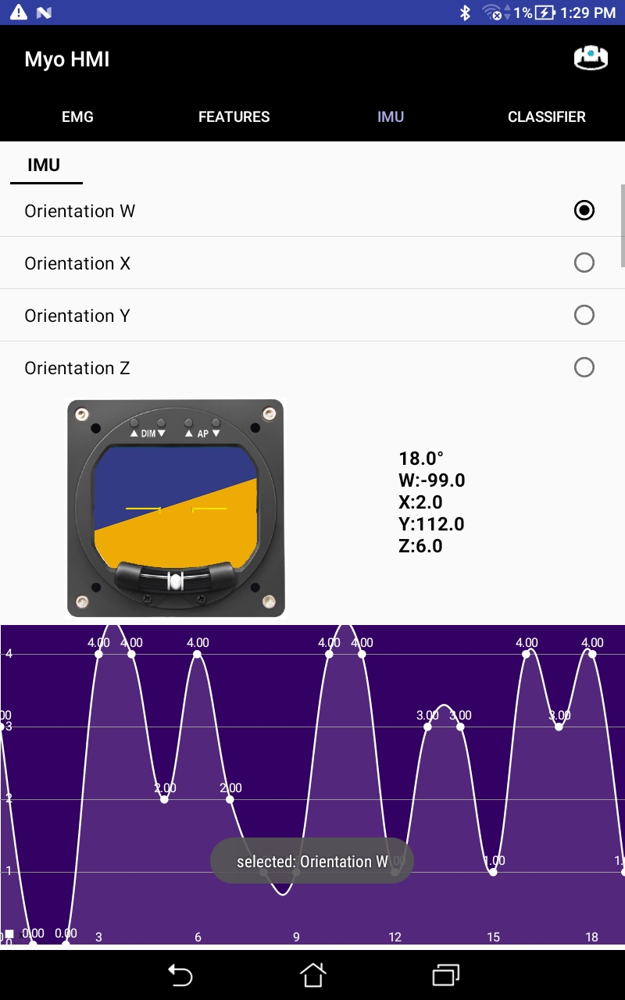 1% 1:29 PM
Myo HMI
EMG FEATURES IMU CLASSIFIER
IMU
Orientation W
Orientation X
Orientation Y
Orientation Z
▲ DIM ▼ ▲ AP ▼
18.0°
W:-99.0
X:2.0
Y:112.0
Z:6.0
4.00 4.00 4.00 4.00 4.00 4.00 4.00
4
3.00 3.00 3.00
3
2.00 2.00
2
selected: Orientation W
1.00
1
0.00 0.00
0 3 6 9 12 15 18